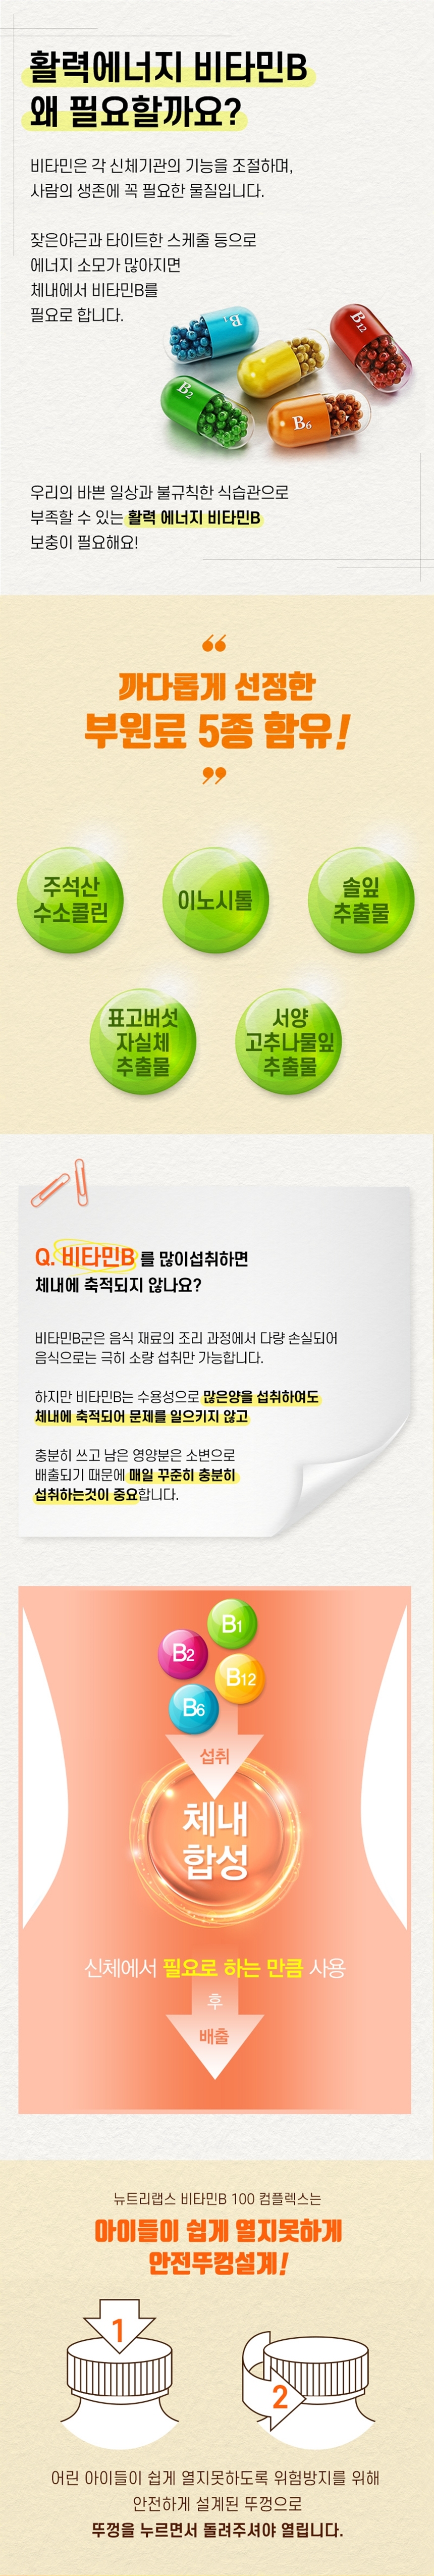 활력에너지 비타민B
왜 필요할까요?
비타민은 각 신체기관의 기능을 조절하며,
사람의 생존에 꼭 필요한 물질입니다.
잦은야근과 타이트한 스케줄 등으로
에너지 소모가 많아지면
체내에서 비타민B를
필요로 합니다.
B1
B12
B2
B6
우리의 바쁜 일상과 불규칙한 식습관으로
부족할 수 있는 활력 에너지 비타민B
보충이 필요해요!
“
까다롭게 선정한
부원료 5종 함유!
”
주석산
수소콜린
이노시톨
솔잎
추출물
표고버섯
자실체
추출물
서양
고추나물잎
추출물
Q. 비타민B 를 많이섭취하면
체내에 축적되지 않나요?
비타민B군은 음식 재료의 조리 과정에서 다량 손실되어
음식으로는 극히 소량 섭취만 가능합니다.
하지만 비타민B는 수용성으로 많은양을 섭취하여도
체내에 축적되어 문제를 일으키지 않고
충분히 쓰고 남은 영양분은 소변으로
배출되기 때문에 매일 꾸준히 충분히
섭취하는것이 중요합니다.
B1
B2
B12
B6
섭취
체내
합성
신체에서 필요로 하는 만큼 사용
후
배출
뉴트리랩스 비타민B 100 컴플렉스는
아이들이 쉽게 열지못하게
안전뚜껑설계!
1
2
어린 아이들이 쉽게 열지못하도록 위험방지를 위해
안전하게 설계된 뚜껑으로
뚜껑을 누르면서 돌려주셔야 열립니다.